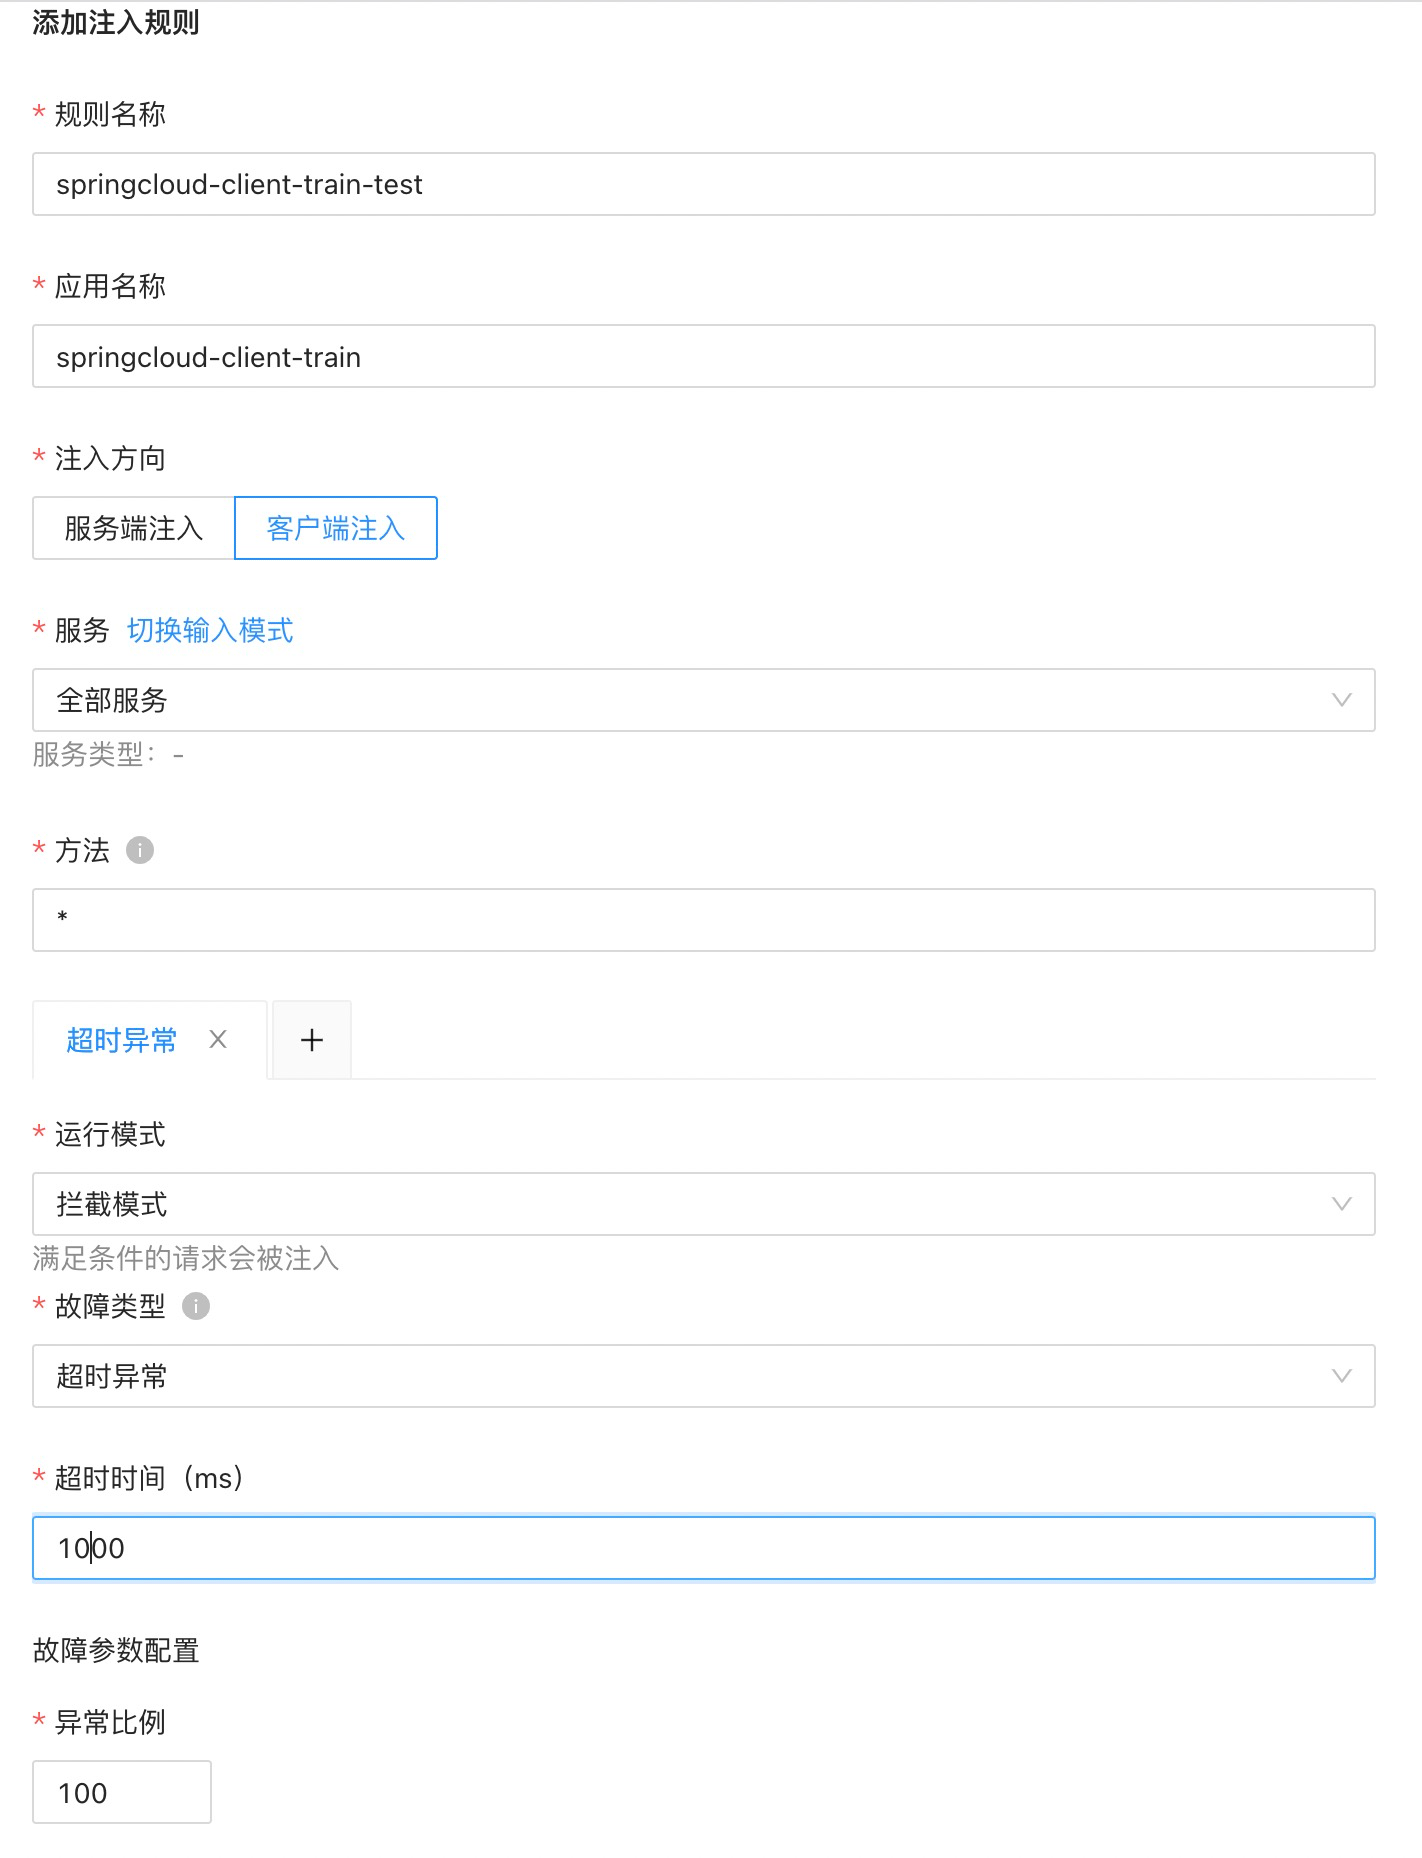 添加注入规则
* 规则名称
springcloud-client-train-test
* 应用名称
springcloud-client-train
* 注入方向
服务端注入 客户端注入
* 服务 切换输入模式
全部服务
服务类型：-
* 方法
*
超时异常 X +
* 运行模式
拦截模式
满足条件的请求会被注入
* 故障类型
超时异常
* 超时时间（ms）
1000
故障参数配置
* 异常比例
100